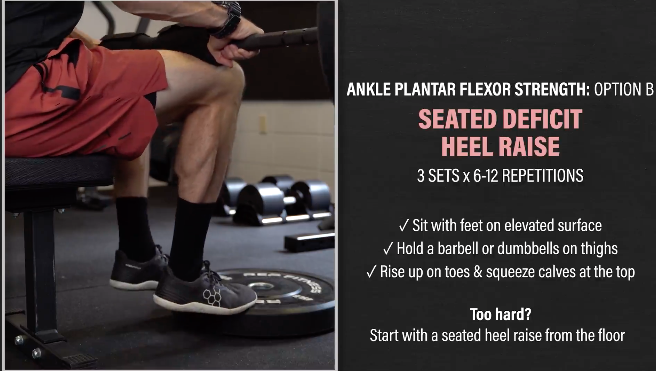 ANKLE PLANTAR FLEXOR STRENGTH: OPTION B
SEATED DEFICIT
HEEL RAISE
3 SETS x 6-12 REPETITIONS
✓ Sit with feet on elevated surface
✓ Hold a barbell or dumbbells on thighs
✓ Rise up on toes & squeeze calves at the top
Too hard?
Start with a seated heel raise from the floor